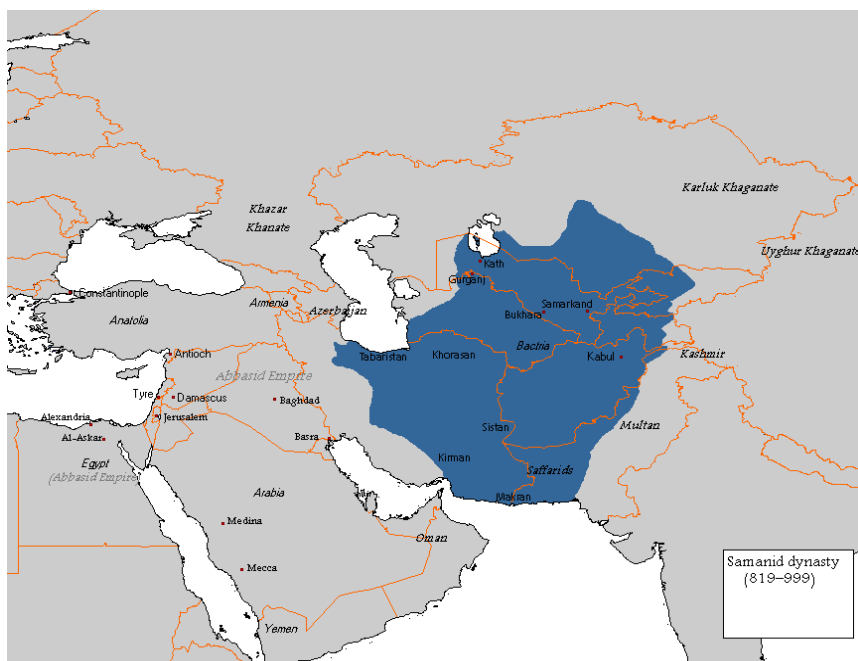 Karluk Khaganate
Khazar
Khanate
Uyghur Khaganate
Kath
Gurganj
Constantinople
Armenia
Samarkand
Azerbaijan
Bukhara
Anatolia
Bactria
Antioch
Tabaristan
Khorasan
Kabul
Kashmir
Abbasid Empire
Tyre
Damascus
Baghdad
Alexandria
Jerusalem
Sistan
Multan
Al-Askar
Basra
Kirman
Egypt
(Abbasid Empire)
Saffarids
Arabia
Makran
Medina
Oman
Mecca
Yemen
Samanid dynasty
(819–999)